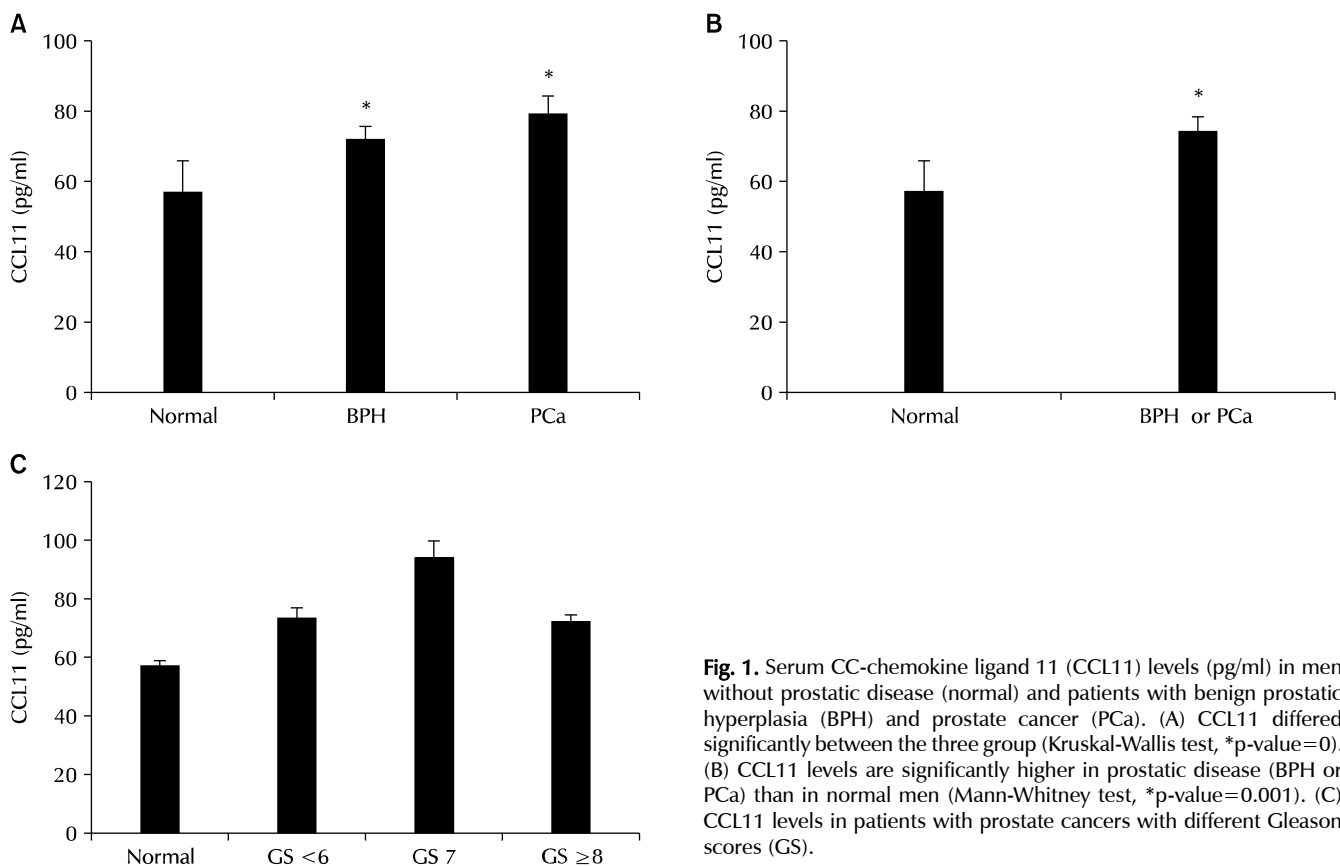 A
100
80
60
40
20
0
CCL11 (pg/ml)
*
*
Normal BPH PCa
B
100
80
60
40
20
0
CCL11 (pg/ml)
*
Normal BPH or PCa
C
120
100
80
60
40
20
0
CCL11 (pg/ml)
Normal GS <6 GS 7 GS ≥8
Fig. 1. Serum CC-chemokine ligand 11 (CCL11) levels (pg/ml) in men
without prostatic disease (normal) and patients with benign prostatic
hyperplasia (BPH) and prostate cancer (PCa). (A) CCL11 differed
significantly between the three group (Kruskal-Wallis test, *p-value=0).
(B) CCL11 levels are significantly higher in prostatic disease (BPH or
PCa) than in normal men (Mann-Whitney test, *p-value=0.001). (C)
CCL11 levels in patients with prostate cancers with different Gleason
scores (GS).